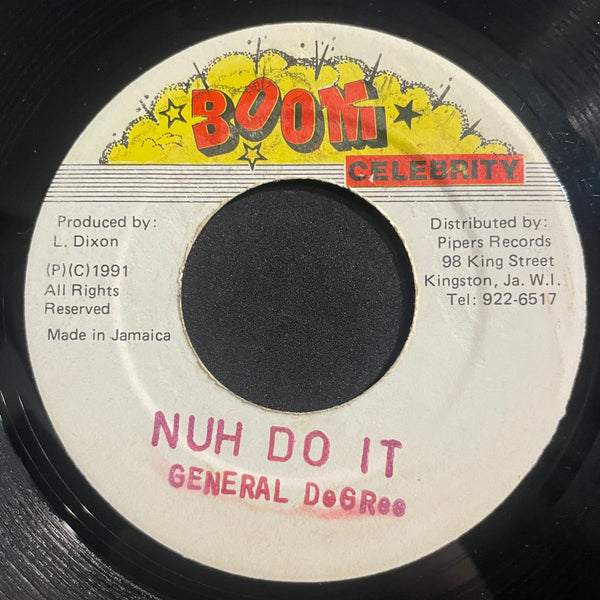 BOOM
CELEBRITY
Produced by:
L. Dixon
(P)(C)1991
All Rights
Reserved
Made in Jamaica
Distributed by:
Pipers Records
98 King Street
Kingston, Ja. W.I.
Tel: 922-6517
NUH DO IT
GENERAL DeGRee